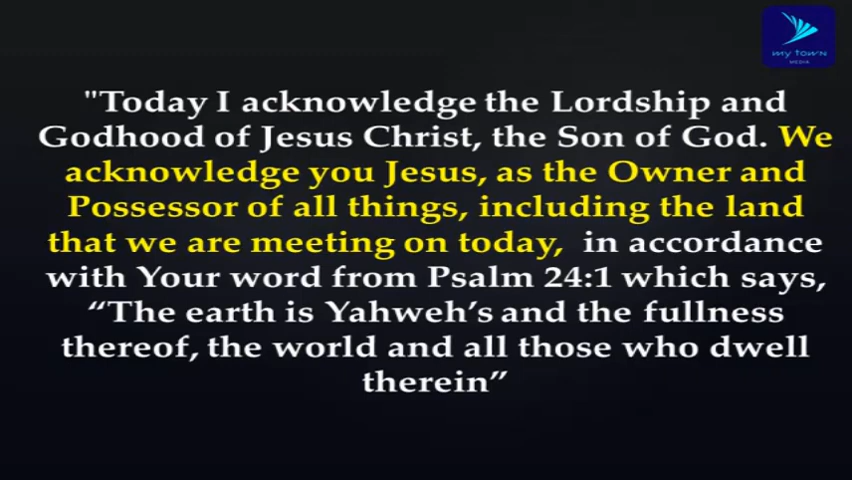 my town
MEDIA
"Today I acknowledge the Lordship and
Godhood of Jesus Christ, the Son of God. We
acknowledge you Jesus, as the Owner and
Possessor of all things, including the land
that we are meeting on today, in accordance
with Your word from Psalm 24:1 which says,
“The earth is Yahweh’s and the fullness
thereof, the world and all those who dwell
therein”